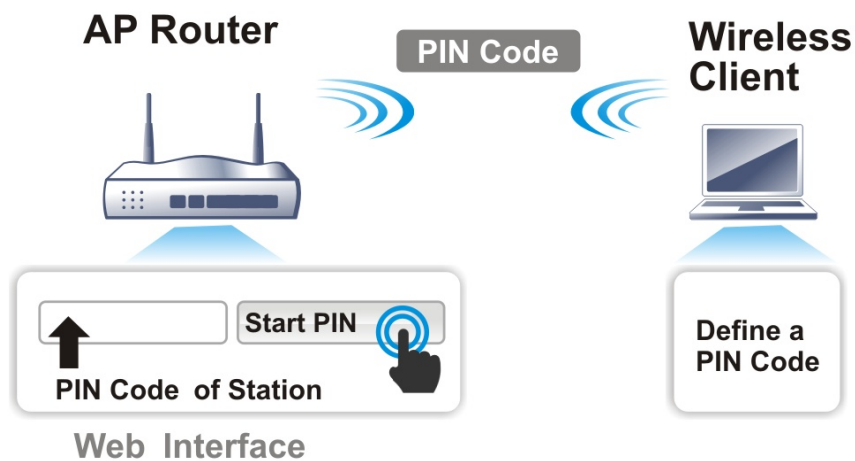 AP Router
PIN Code
Wireless
Client
Start PIN
PIN Code of Station
Define a
PIN Code
Web Interface